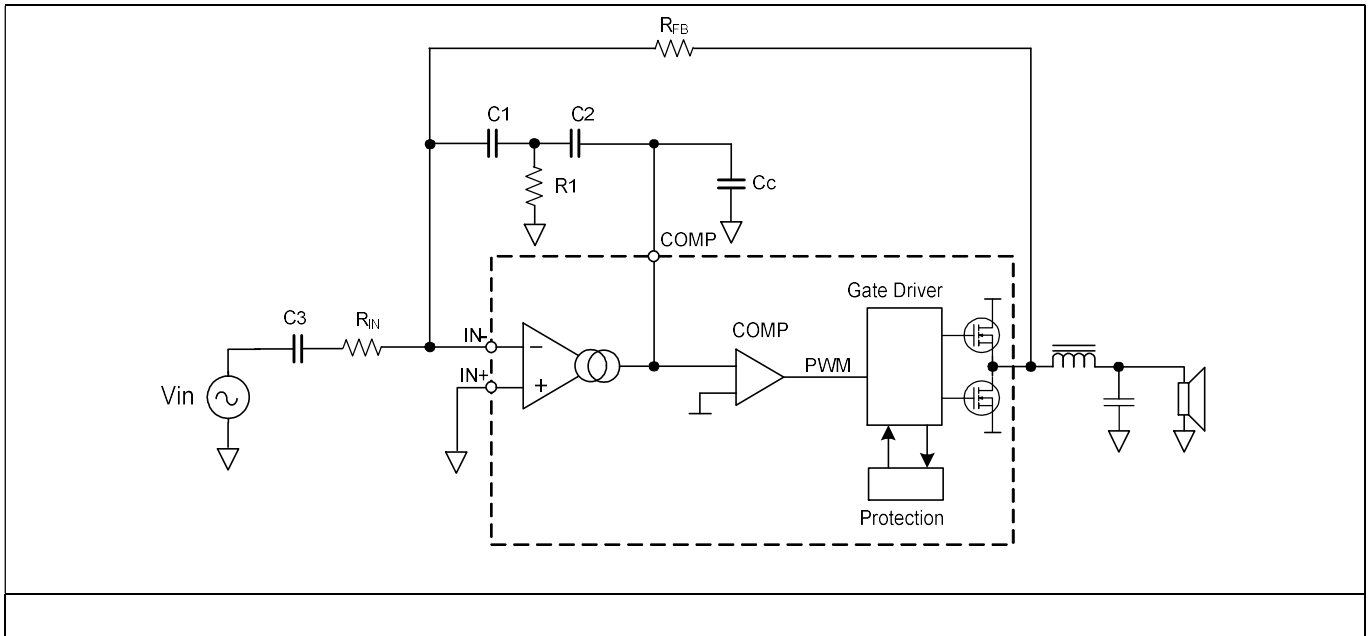 RFB
C1
C2
R1
Cc
COMP
Gate Driver
C3
RIN
IN-
COMP
IN+
PWM
Vin
Protection